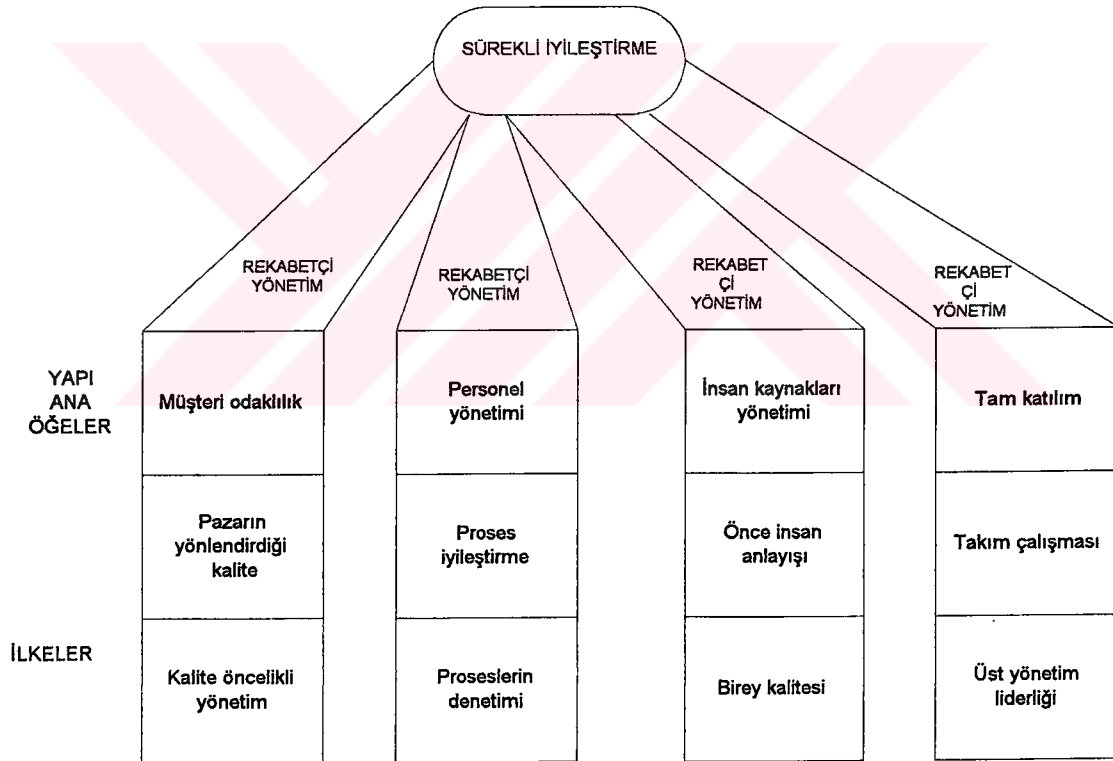 SÜREKLİ İYİLEŞTİRME
REKABETÇİ
YÖNETİM
REKABETÇİ
YÖNETİM
REKABET
Çİ
YÖNETİM
REKABET
Çİ
YÖNETİM
YAPI
ANA
ÖĞELER
Müşteri odaklılık
Personel
yönetimi
İnsan kaynakları
yönetimi
Tam katılım
Pazarın
yönlendirdiği
kalite
Proses
iyileştirme
Önce insan
anlayışı
Takım çalışması
İLKELER
Kalite öncelikli
yönetim
Proseslerin
denetimi
Birey kalitesi
Üst yönetim
liderliği